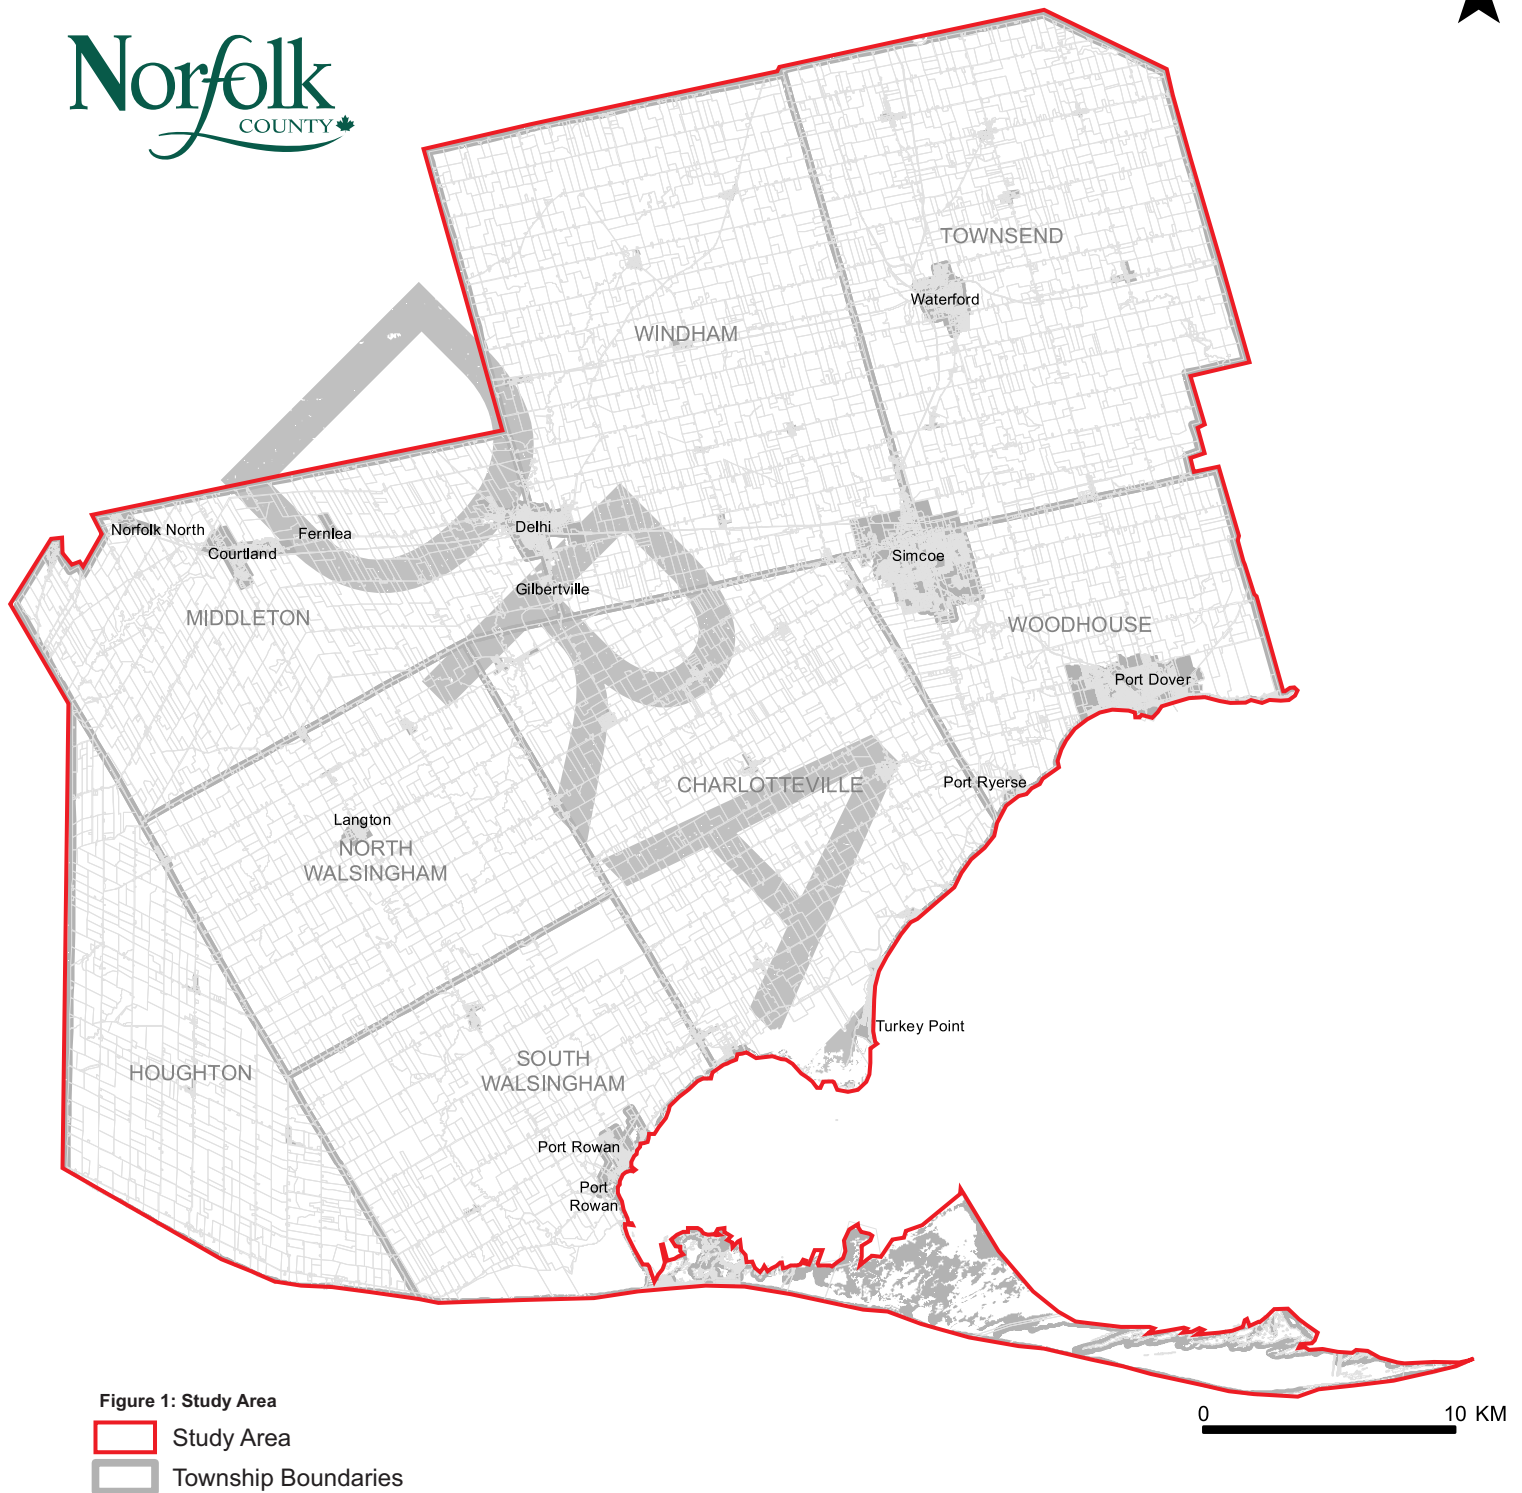 Norfolk
COUNTY
TOWNSEND
Waterford
WINDHAM
Norfolk North
Courtland
Fernlea
Delhi
Simcoe
Gilbertville
MIDDLETON
WOODHOUSE
Port Dover
CHARLOTTEVILLE
Port Ryerse
Langton
NORTH
WALSINGHAM
Turkey Point
HOUGHTON
SOUTH
WALSINGHAM
Port Rowan
Port
Rowan
DRA
Figure 1: Study Area
Study Area
Township Boundaries
0 10 KM